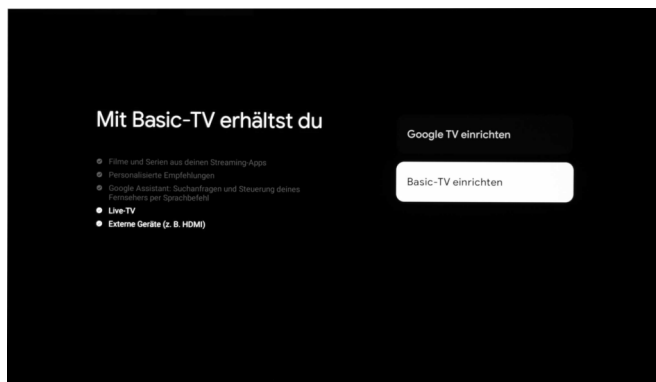 Mit Basic-TV erhältst du
Filme und Serien aus deinen Streaming-Apps
Personalisierte Empfehlungen
Google Assistant: Suchanfragen und Steuerung deines
Fernsehers per Sprachbefehl
Live-TV
Externe Geräte (z. B. HDMI)
Google TV einrichten
Basic-TV einrichten